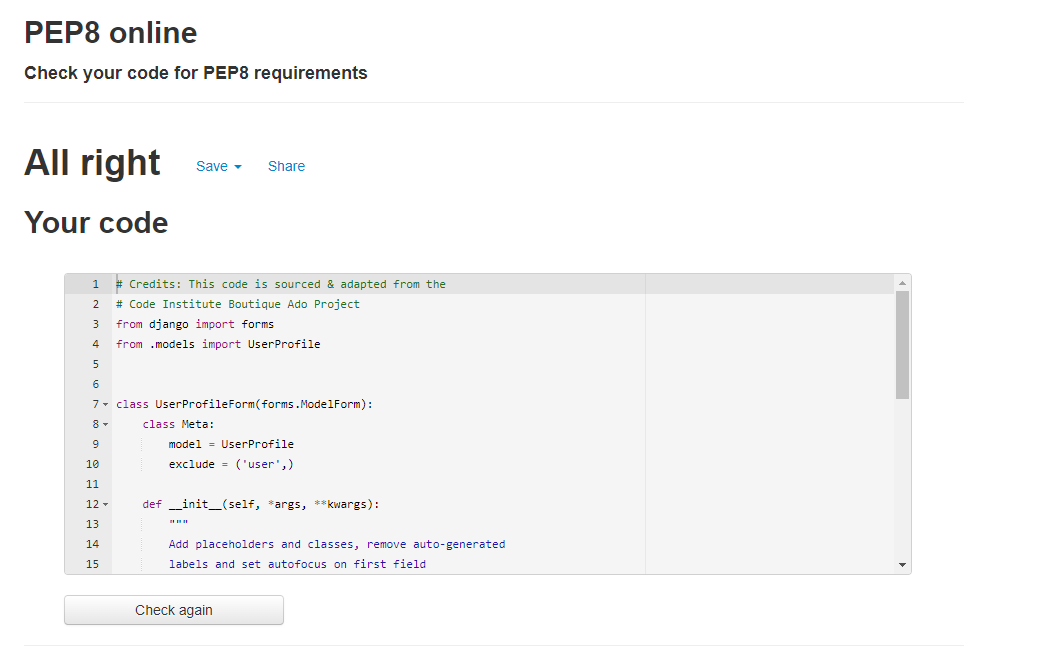 PEP8 online
Check your code for PEP8 requirements
All right Save Share
Your code
1 # Credits: This code is sourced & adapted from the
2 # Code Institute Boutique Ado Project
3 from django import forms
4 from .models import UserProfile
5
6
7 class UserProfileForm(forms.ModelForm):
8     class Meta:
9         model = UserProfile
10         exclude = ('user',)
11
12     def __init__(self, *args, **kwargs):
13         """
14         Add placeholders and classes, remove auto-generated
15         labels and set autofocus on first field
Check again